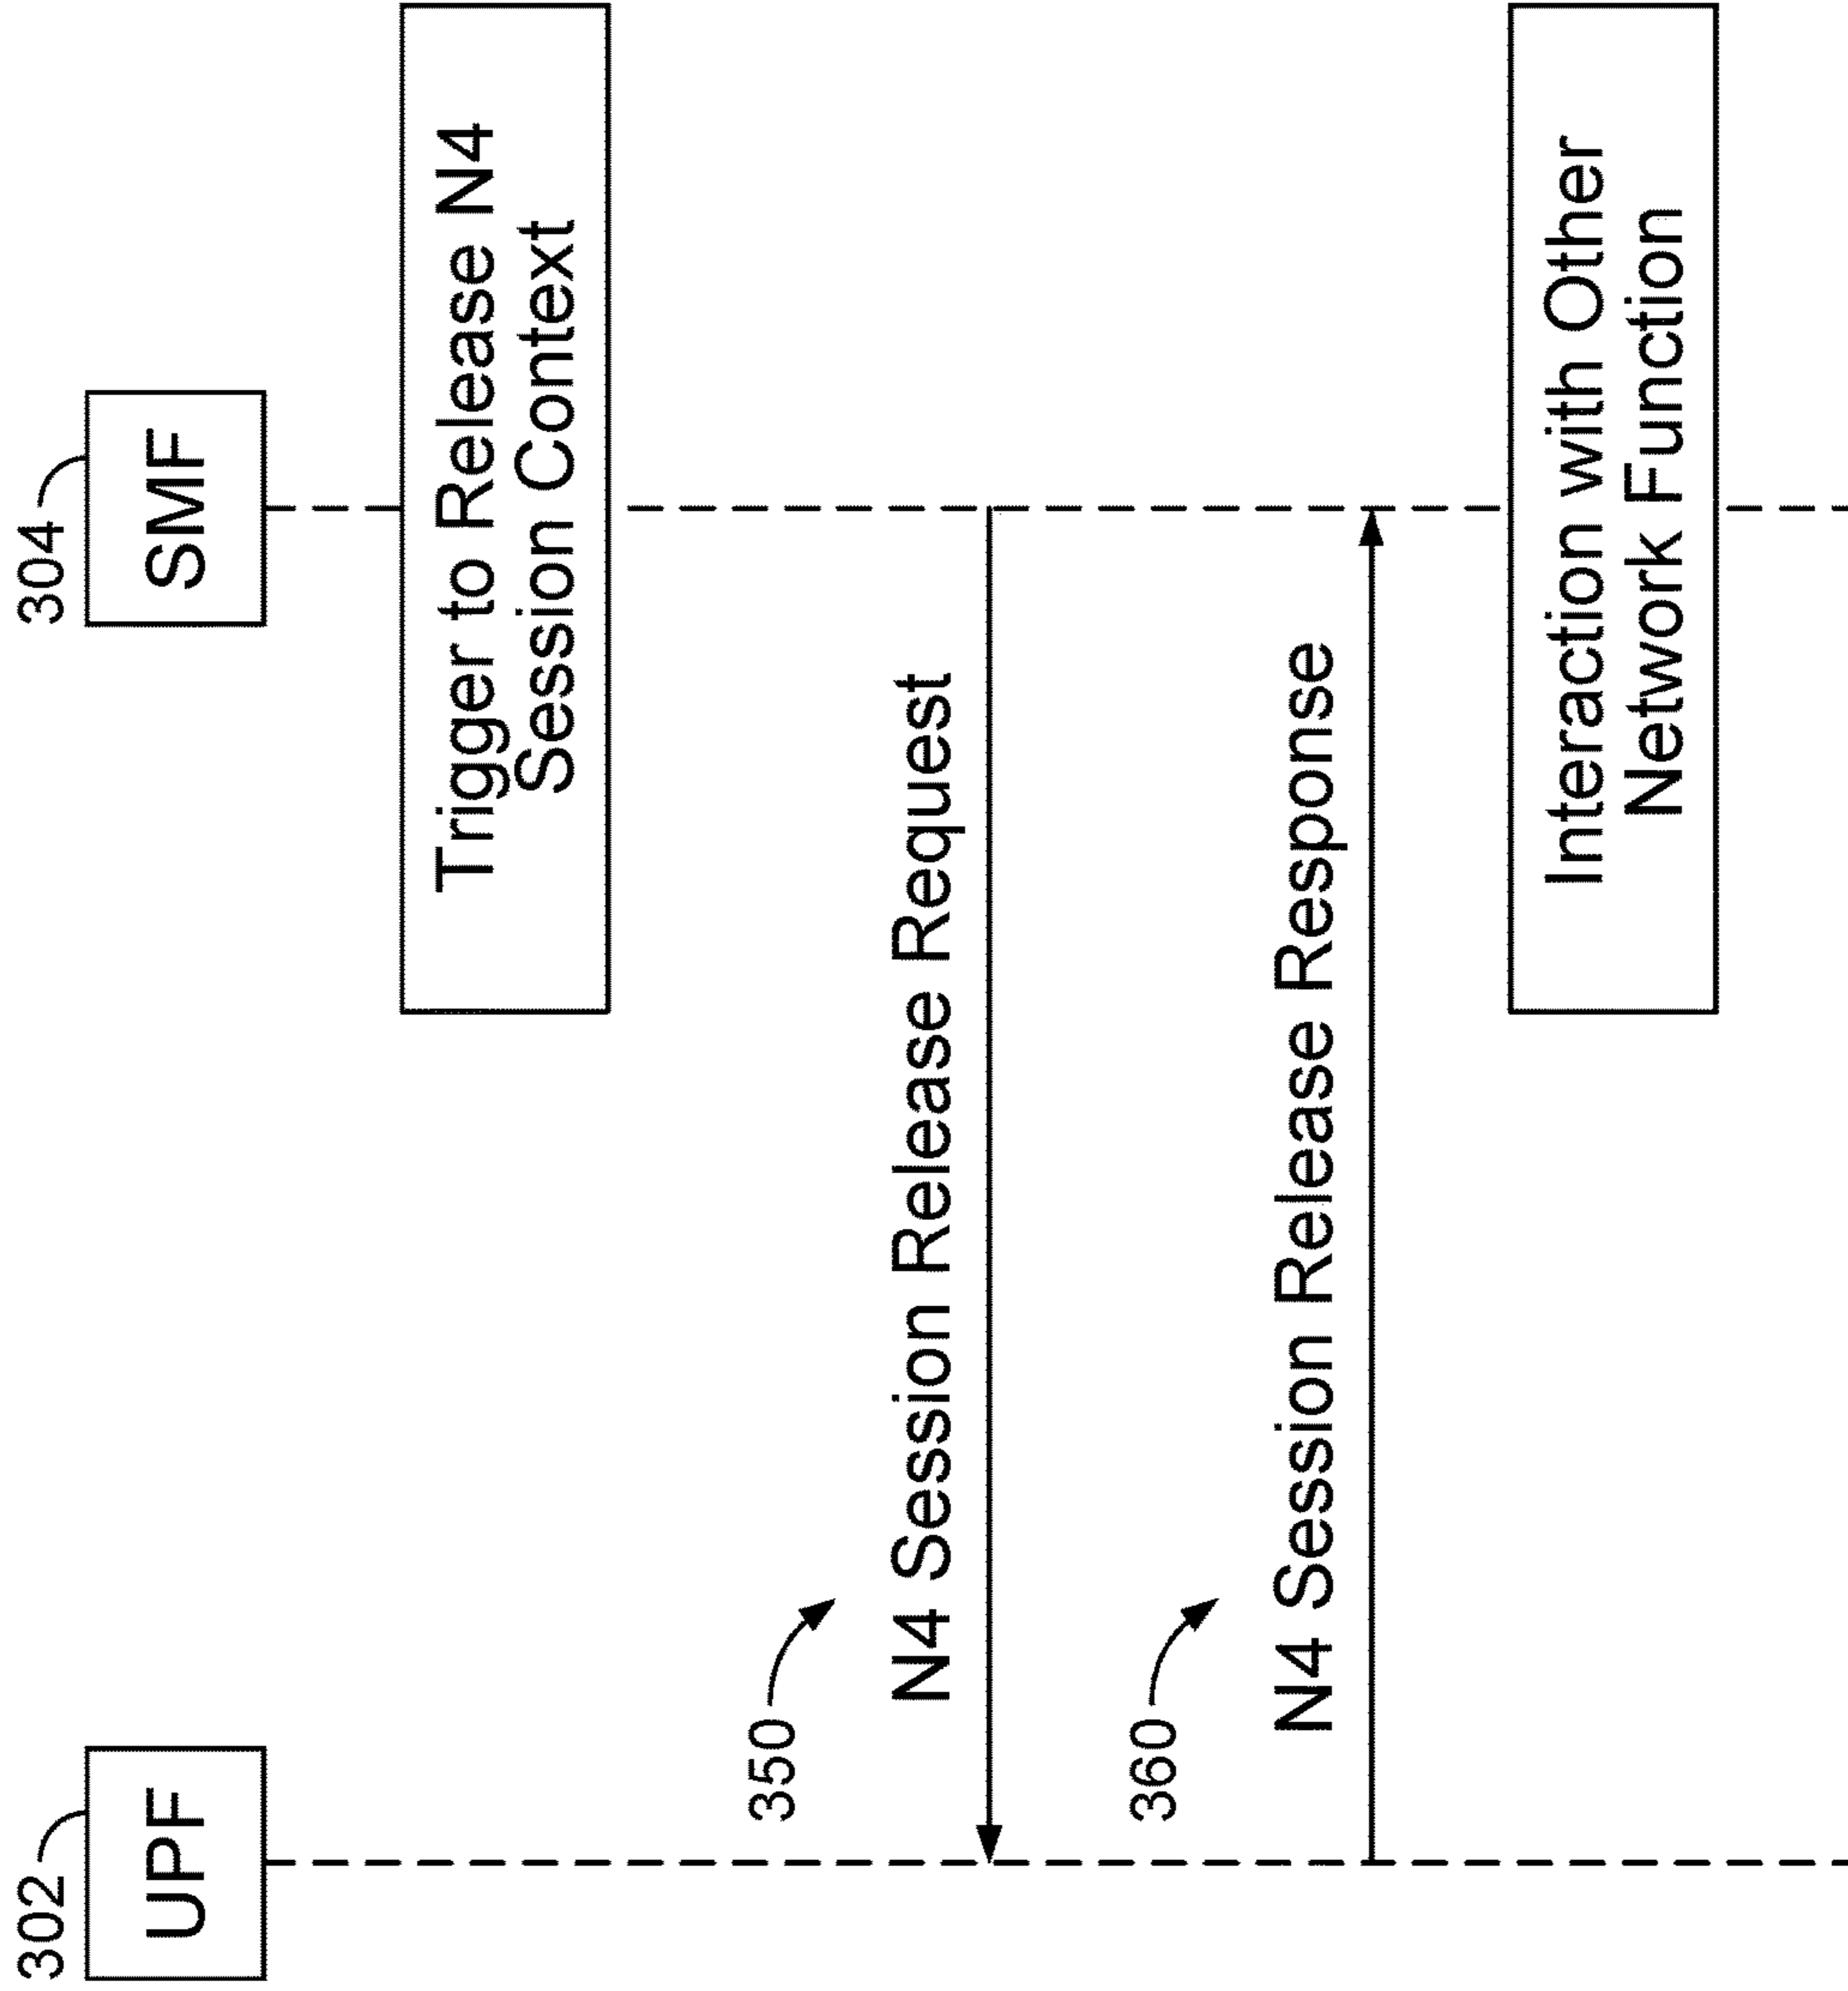 302
304
UPF
SMF
Trigger to Release N4
Session Context
350
N4 Session Release Request
360
N4 Session Release Response
Interaction with Other
Network Function